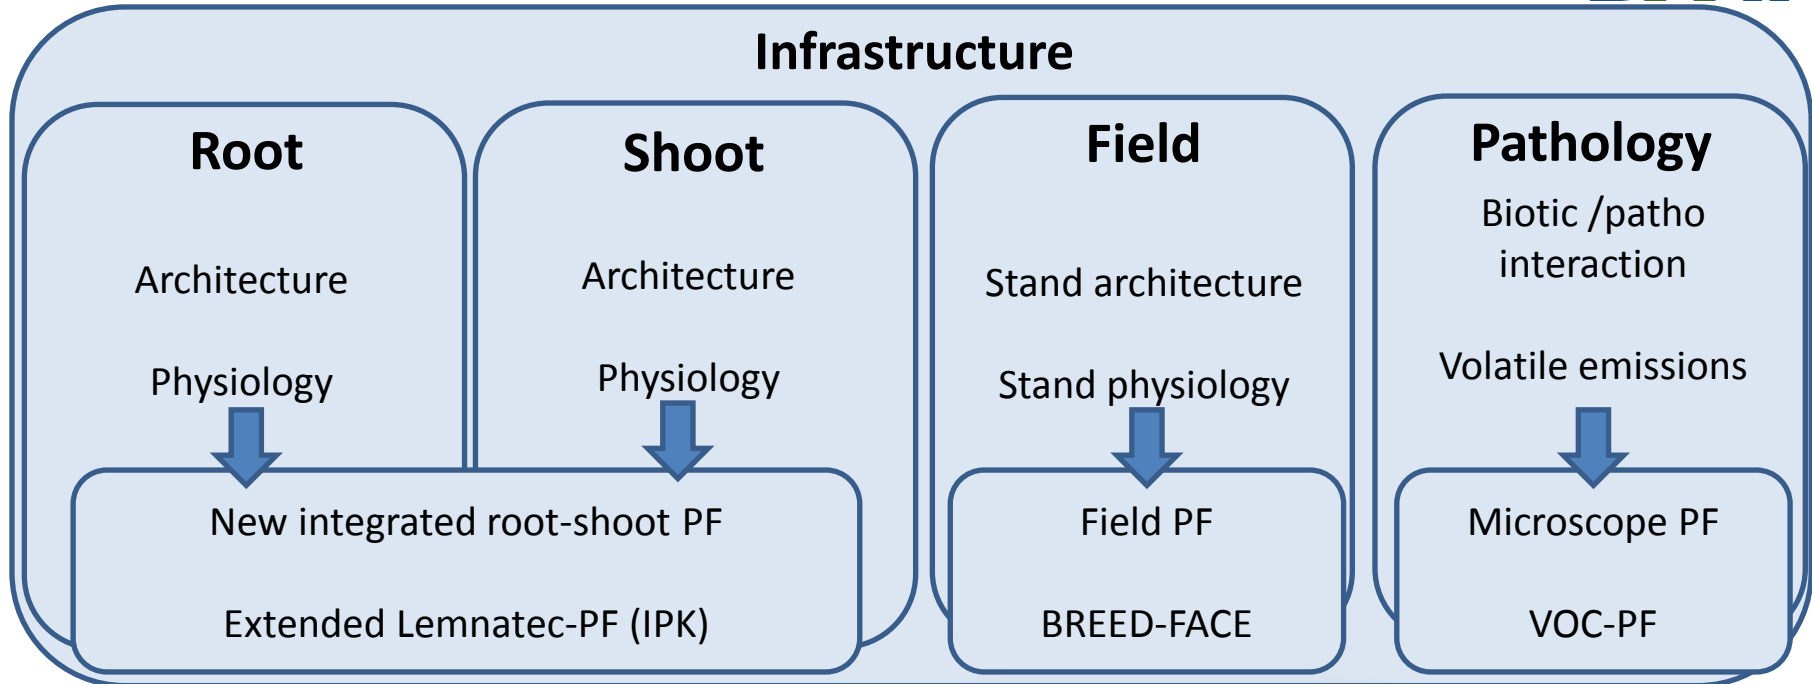 Infrastructure
Root
Architecture
Physiology
Shoot
Architecture
Physiology
New integrated root-shoot PF
Extended Lemnatec-PF (IPK)
Field
Stand architecture
Stand physiology
Field PF
BREED-FACE
Pathology
Biotic /patho
interaction
Volatile emissions
Microscope PF
VOC-PF